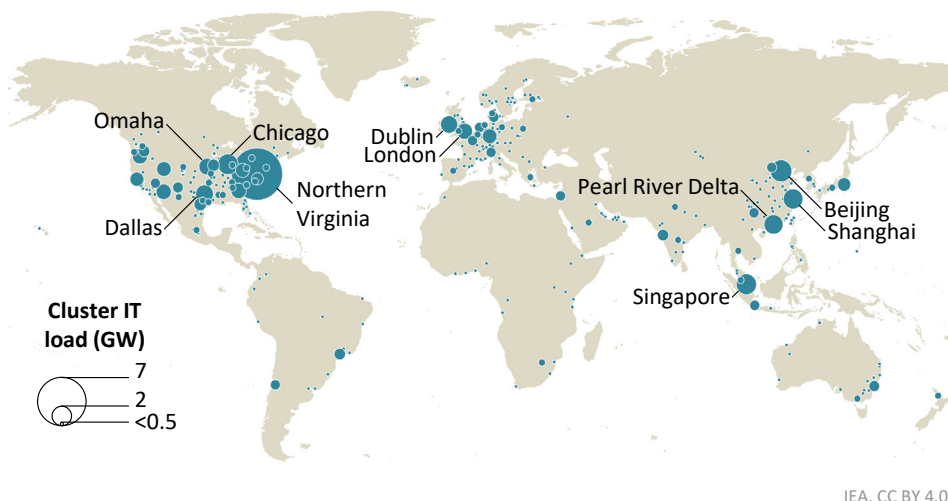 Omaha
Chicago
Dublin
London
Pearl River Delta
Northern
Virginia
Beijing
Shanghai
Dallas
Singapore
Cluster IT
load (GW)
7
2
<0.5
IEA. CC BY 4.0